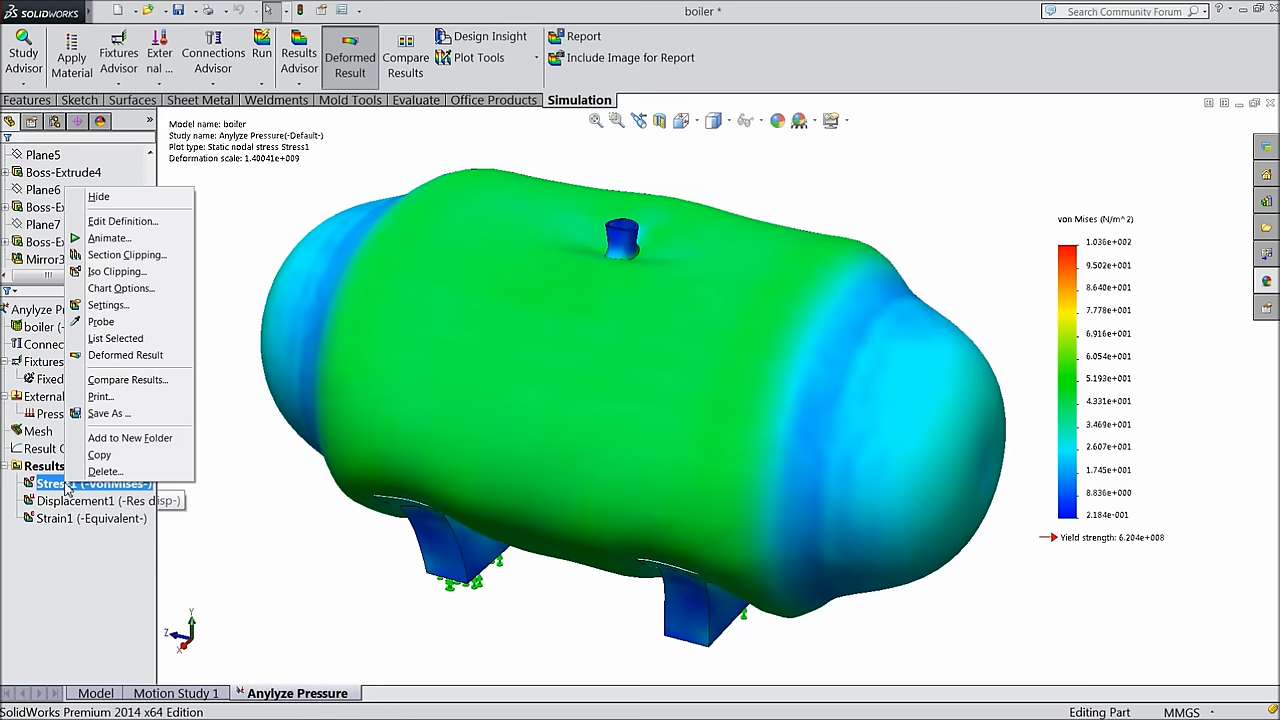 SOLIDWORKS
boiler *
Search Community Forum
Study Advisor
Apply Material
Fixtures Advisor
Exter nal ...
Connections Advisor
Run
Results Advisor
Deformed Result
Compare Results
Design Insight
Plot Tools
Report
Include Image for Report
Features
Sketch
Surfaces
Sheet Metal
Weldments
Mold Tools
Evaluate
Office Products
Simulation
Model name: boiler
Study name: Anylyze Pressure(-Default-)
Plot type: Static nodal stress Stress1
Deformation scale: 1.40041e+009
Plane5
Boss-Extrude4
Plane6
Boss-Ex
Plane7
Boss-Ex
Mirror3
Anylyze Pr
boiler (-
Connec
Fixtures
Fixed
External
Press
Mesh
Result O
Results
Stress1 (-vonMises-)
Displacement1 (-Res disp-)
Strain1 (-Equivalent-)
Hide
Edit Definition...
Animate...
Section Clipping...
Iso Clipping...
Chart Options...
Settings...
Probe
List Selected
Deformed Result
Compare Results...
Print...
Save As ...
Add to New Folder
Copy
Delete...
von Mises (N/m^2)
1.036e+002
9.502e+001
8.640e+001
7.778e+001
6.916e+001
6.054e+001
5.193e+001
4.331e+001
3.469e+001
2.607e+001
1.745e+001
8.836e+000
2.184e-001
Yield strength: 6.204e+008
Y
Z
X
Model
Motion Study 1
Anylyze Pressure
SolidWorks Premium 2014 x64 Edition
Editing Part
MMGS